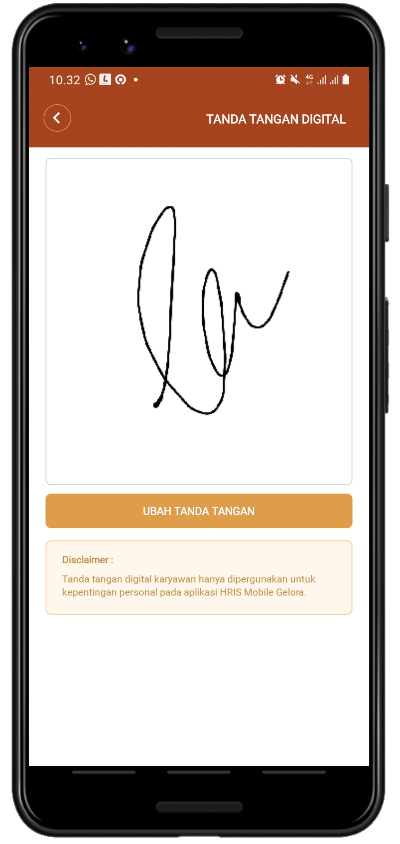 10.32
4G
TANDA TANGAN DIGITAL
UBAH TANDA TANGAN
Disclaimer :
Tanda tangan digital karyawan hanya dipergunakan untuk
kepentingan personal pada aplikasi HRIS Mobile Gelora.